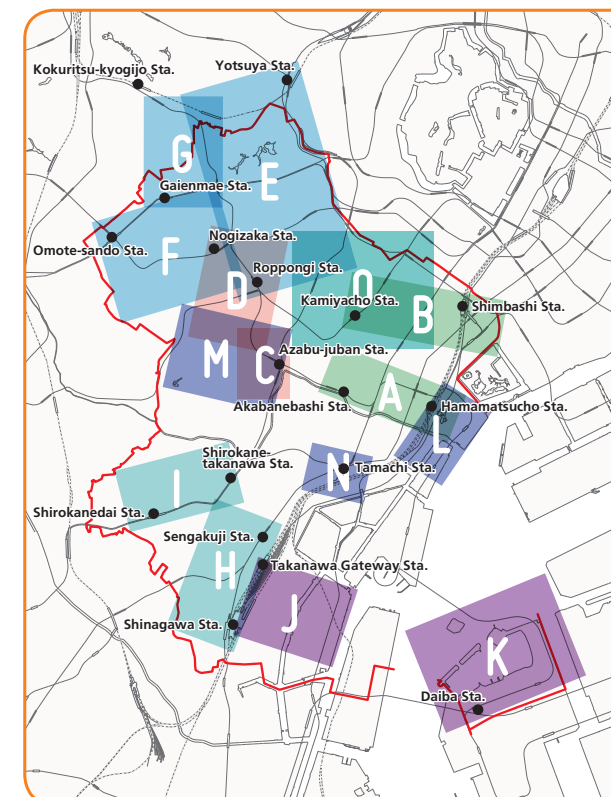 Yotsuya Sta.
Kokuritsu-kyogijo Sta.
G
E
Gaienmae Sta.
Nogizaka Sta.
Omote-sando Sta.
F
Roppongi Sta.
D
O
Kamiyacho Sta.
B
Shimbashi Sta.
M
C
Azabu-juban Sta.
A
Akabanebashi Sta.
Hamamatsucho Sta.
L
Shirokane-
takanawa Sta.
N
Tamachi Sta.
I
Shirokanedai Sta.
Sengakuji Sta.
H
Takanawa Gateway Sta.
J
Shinagawa Sta.
K
Daiba Sta.